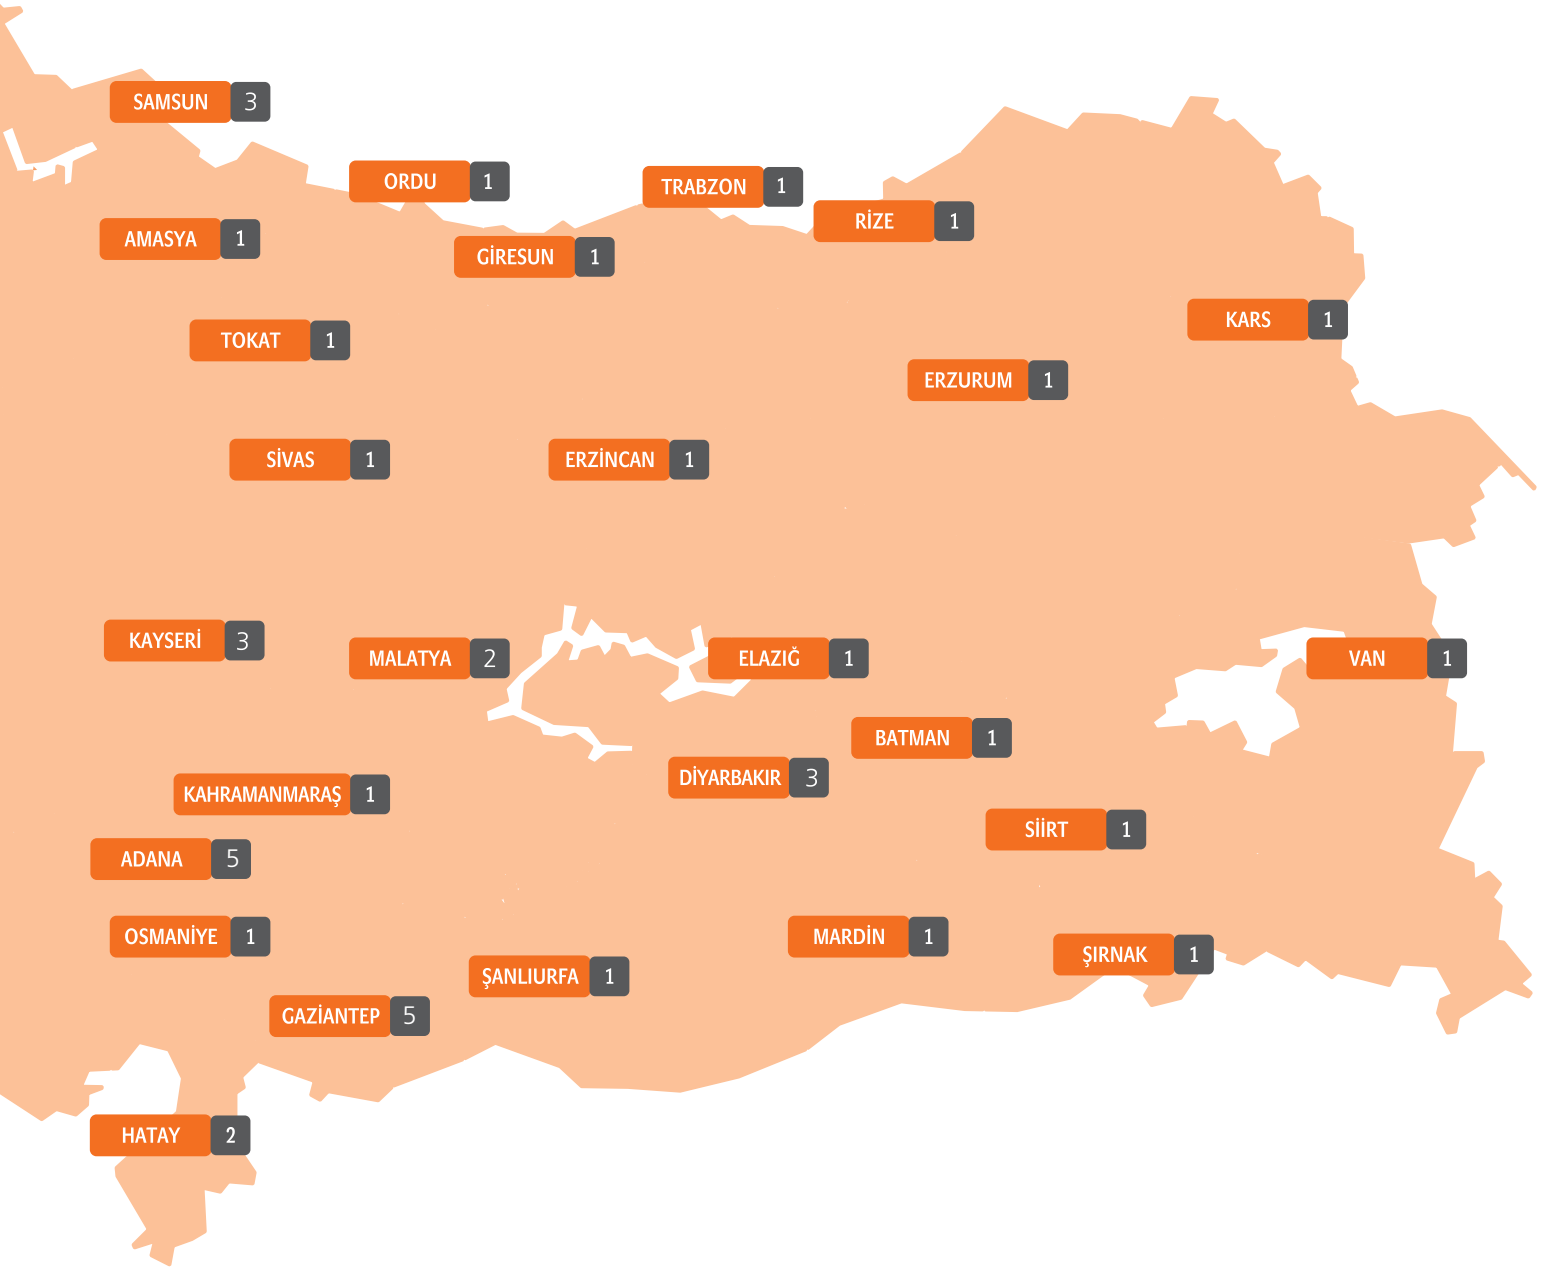 SAMSUN 3
ORDU 1
TRABZON 1
RİZE 1
AMASYA 1
GİRESUN 1
KARS 1
TOKAT 1
ERZURUM 1
SİVAS 1
ERZİNCAN 1
KAYSERİ 3
MALATYA 2
ELAZIĞ 1
VAN 1
BATMAN 1
DİYARBAKIR 3
KAHRAMANMARAŞ 1
SİİRT 1
ADANA 5
OSMANİYE 1
MARDİN 1
ŞIRNAK 1
ŞANLIURFA 1
GAZİANTEP 5
HATAY 2